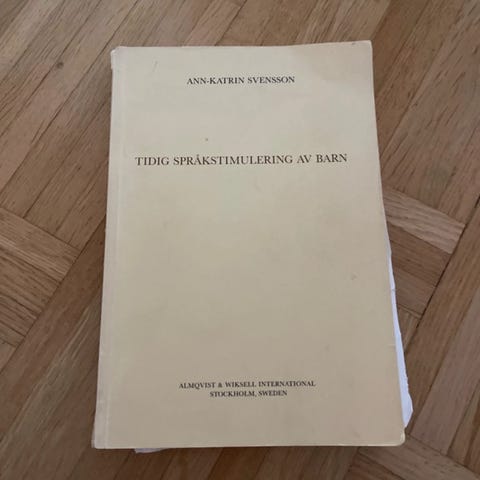 ANN-KATRIN SVENSSON
TIDIG SPRÅKSTIMULERING AV BARN
ALMQVIST & WIKSELL INTERNATIONAL
STOCKHOLM, SWEDEN